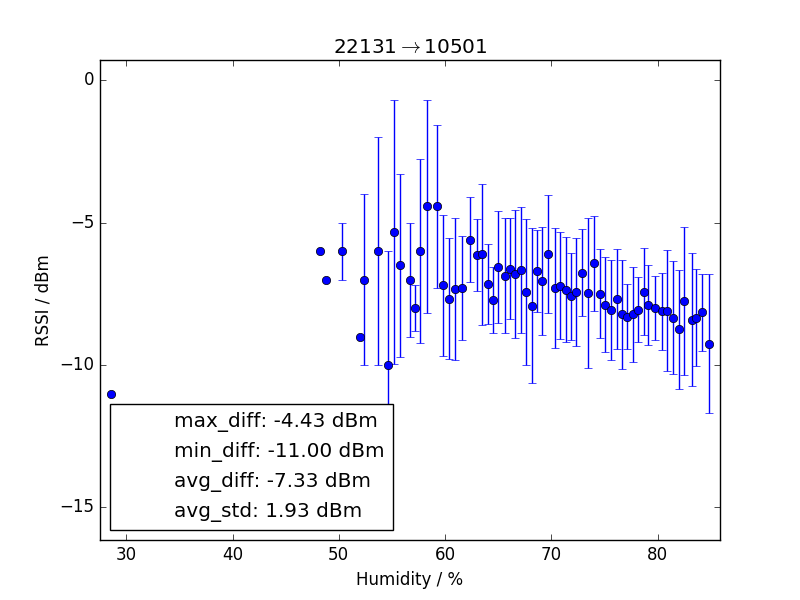 22131→10501
RSSI / dBm
0
−5
−10
−15
max_diff: -4.43 dBm
min_diff: -11.00 dBm
avg_diff: -7.33 dBm
avg_std: 1.93 dBm
30 40 50 60 70 80
Humidity / %